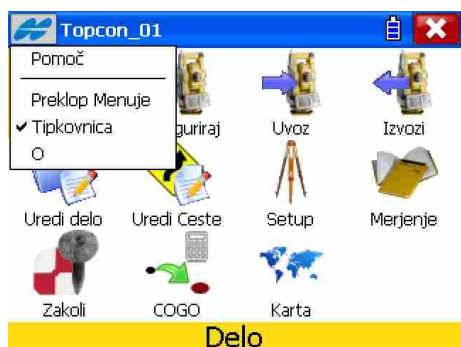 Topcon_01
Pomoč
Preklop Menuje
Tipkovnica
O
guriraj
Uvoz
Izvozi
Uredi delo
Uredi Ceste
Setup
Merjenje
Zakoli
COGO
Karta
Delo